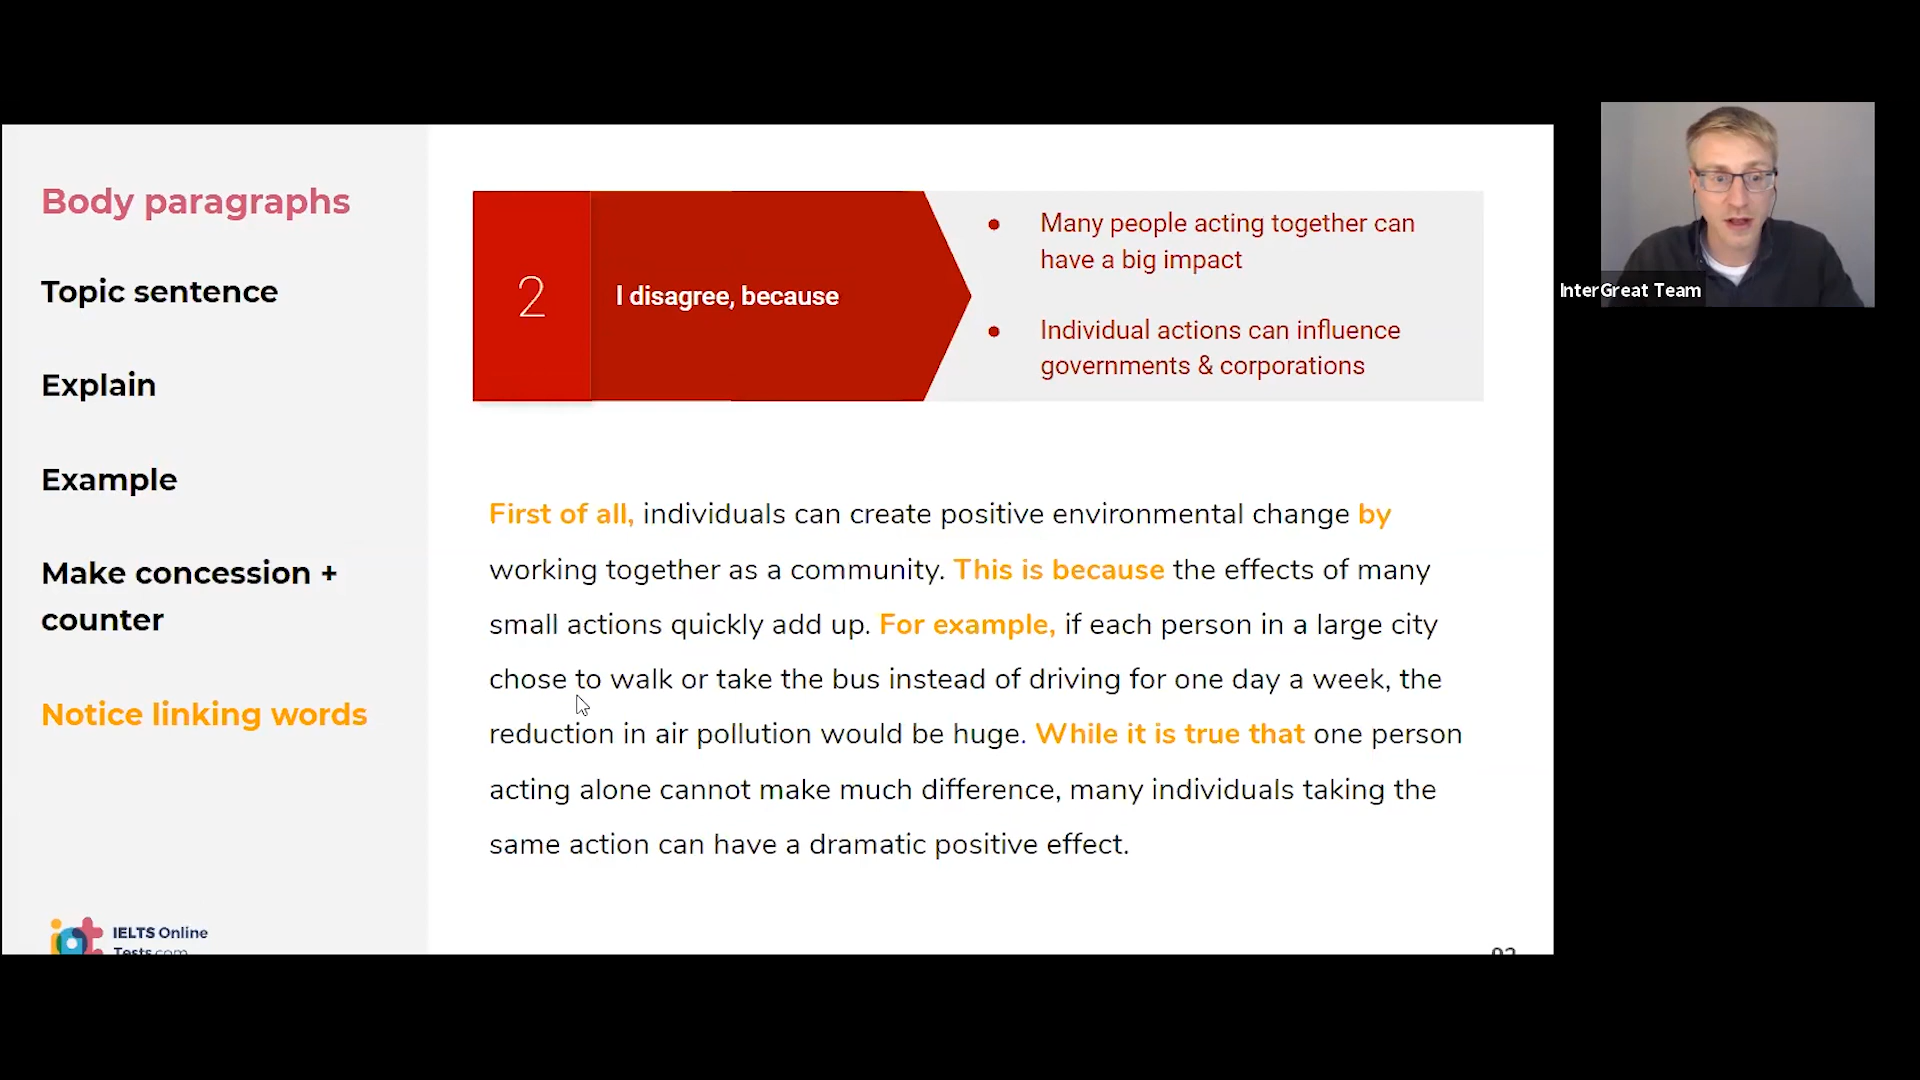 Body paragraphs
Topic sentence
Explain
Example
Make concession +
counter
Notice linking words
IELTS Online
Tests.com
2
I disagree, because
● Many people acting together can
have a big impact
● Individual actions can influence
governments & corporations
First of all, individuals can create positive environmental change by
working together as a community. This is because the effects of many
small actions quickly add up. For example, if each person in a large city
chose to walk or take the bus instead of driving for one day a week, the
reduction in air pollution would be huge. While it is true that one person
acting alone cannot make much difference, many individuals taking the
same action can have a dramatic positive effect.
InterGreat Team